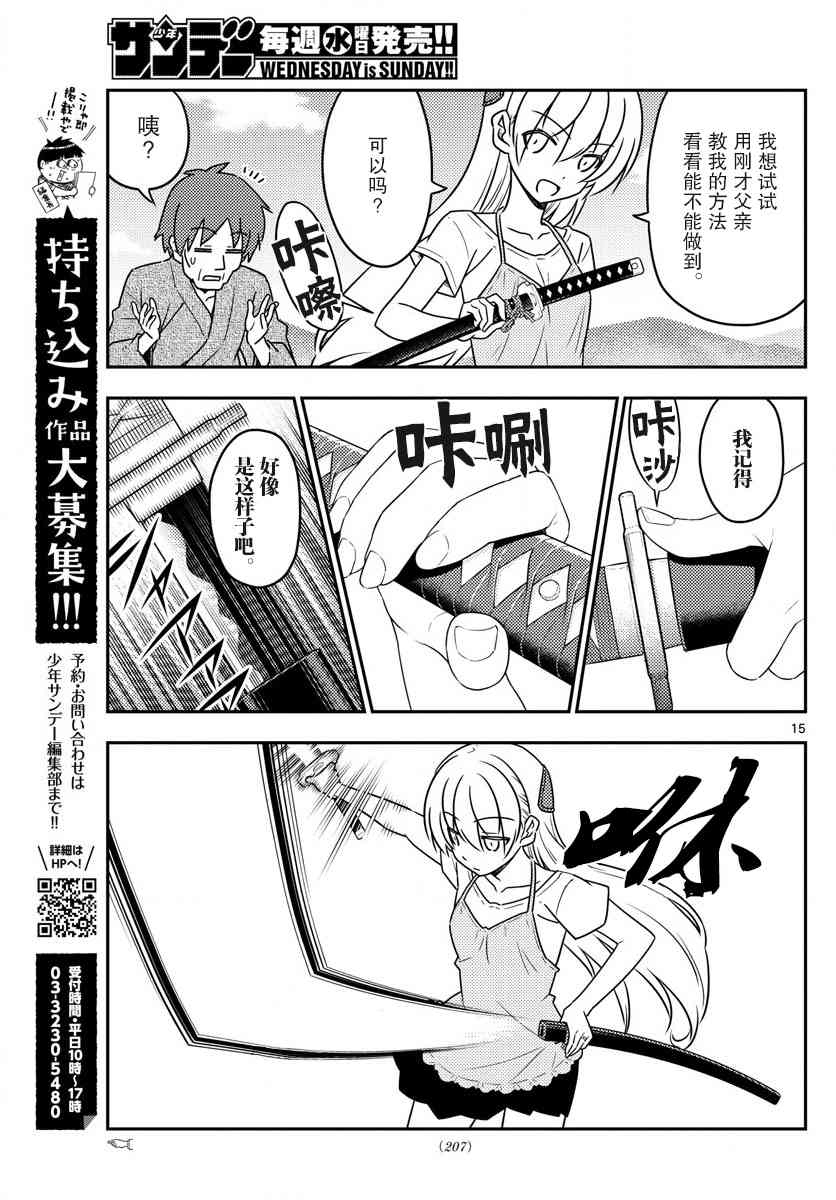 少年
サンデー
毎週水曜日発売!!
WEDNESDAY is SUNDAY!!
我想试试
用刚才父亲
教我的方法
看看能不能做到。
可以吗?
咦?
咔嚓
我记得
咔沙
咔唰
好像
是这样子吧。
15
咻
こりゃ即
掲載やで
ー!!
持ち込み作品大募集!!!
予約・お問い合わせは
少年サンデー編集部まで!!
詳細は
HPへ!
受付時間・平日10時~17時
03-3230-5480
(207)